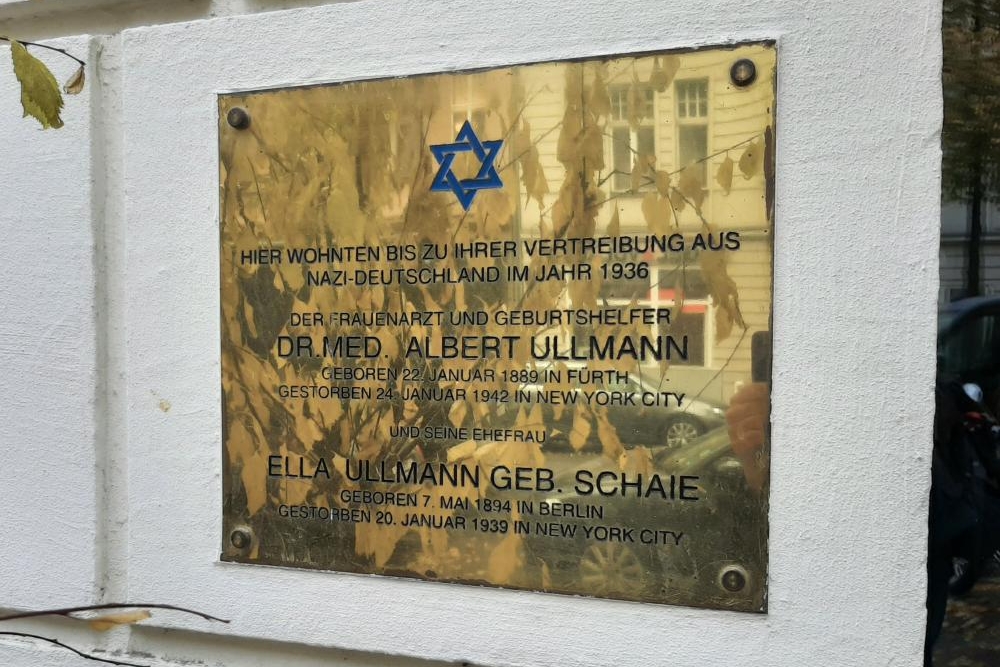 HIER WOHNTEN BIS ZU IHRER VERTREIBUNG AUS
NAZI-DEUTSCHLAND IM JAHR 1936
DER FRAUENARZT UND GEBURTSHELFER
DR.MED. ALBERT ULLMANN
GEBOREN 22. JANUAR 1889 IN FÜRTH
GESTORBEN 24. JANUAR 1942 IN NEW YORK CITY
UND SEINE EHEFRAU
ELLA ULLMANN GEB. SCHAIE
GEBOREN 7. MAI 1894 IN BERLIN
GESTORBEN 20. JANUAR 1939 IN NEW YORK CITY